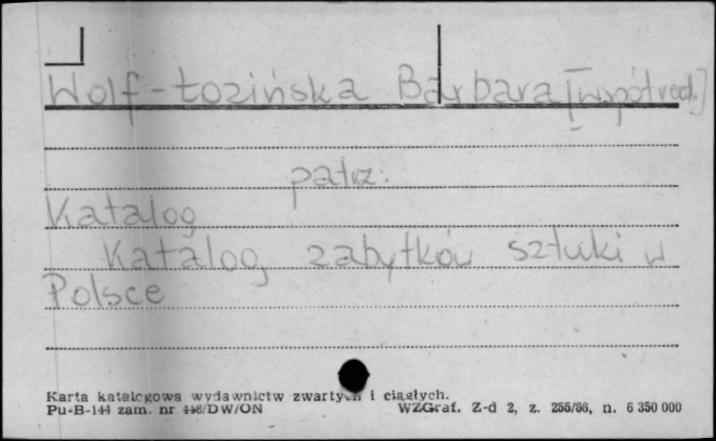 Wolf-Łozińska Barbara [współred.]
patrz:
Katalog
Katalog zabytków sztuki w
Polsce
Karta katalogowa wydawnictw zwartych i ciągłych.
Pu-B-144 zam. nr 446/DW/ON WZGraf. Z-d 2, z. 255/86, n. 6 350 000